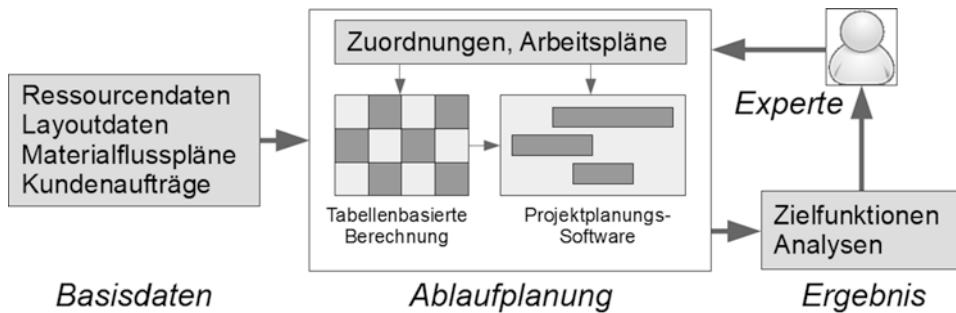 Ressourcendaten
Layoutdaten
Materialflusspläne
Kundenaufträge
Basisdaten
Zuordnungen, Arbeitspläne
Tabellenbasierte
Berechnung
Projektplanungs-
Software
Ablaufplanung
Experte
Zielfunktionen
Analysen
Ergebnis